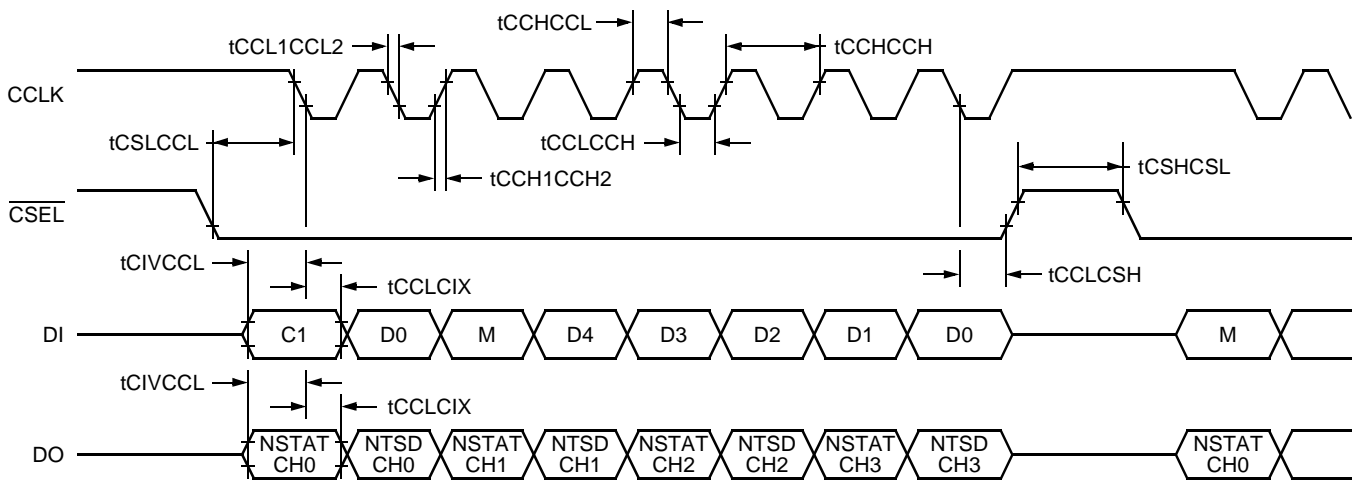 tCCHCCL
tCCL1CCL2
tCCHCCH
CCLK
tCSLCCL
tCCLCCH
tCCH1CCH2
tCSHCSL
CSEL
tCIVCCL
tCCLCSH
tCCLCIX
DI
C1 D0 M D4 D3 D2 D1 D0 M
tCIVCCL
tCCLCIX
DO
NSTAT NTSD NSTAT NTSD NSTAT NTSD NSTAT NTSD NSTAT
CH0 CH0 CH1 CH1 CH2 CH2 CH3 CH3 CH0